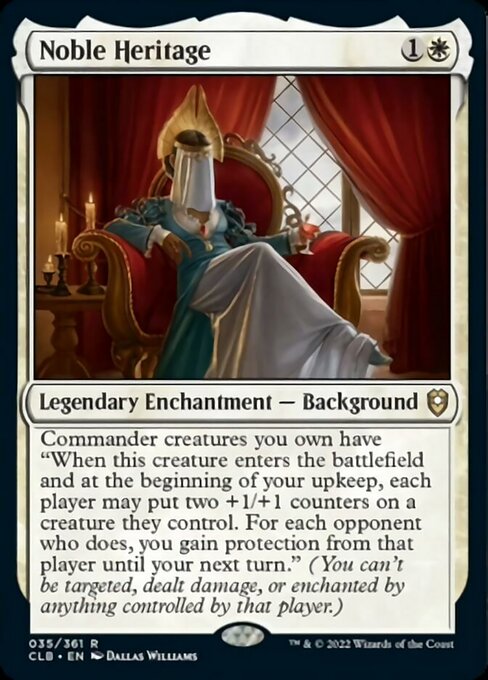 Noble Heritage 1
Legendary Enchantment — Background
Commander creatures you own have
“When this creature enters the battlefield
and at the beginning of your upkeep, each
player may put two +1/+1 counters on a
creature they control. For each opponent
who does, you gain protection from that
player until your next turn.” (You can’t
be targeted, dealt damage, or enchanted by
anything controlled by that player.)
035/361 R
CLB • EN DALLAS WILLIAMS
™ & © 2022 Wizards of the Coast